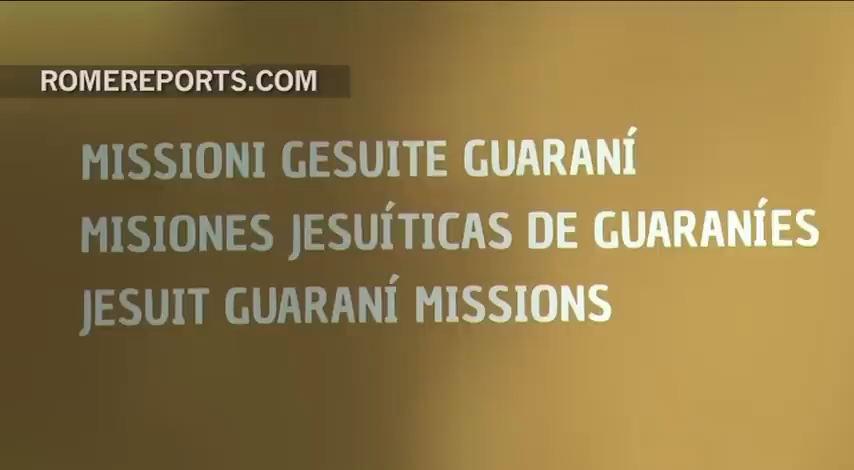 ROMEREPORTS.COM
MISSIONI GESUITE GUARANÍ
MISIONES JESUÍTICAS DE GUARANÍES
JESUIT GUARANÍ MISSIONS